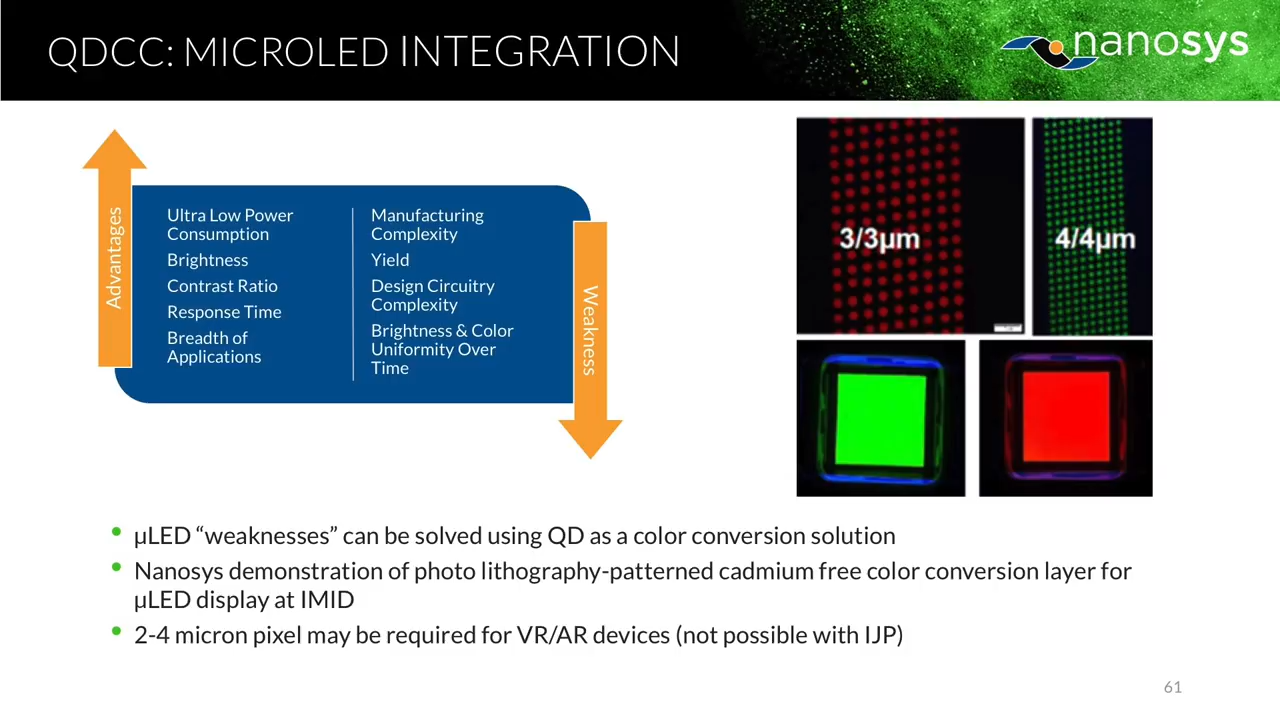 QDCC: MICROLED INTEGRATION
nanosys
Advantages
Ultra Low Power
Consumption
Brightness
Contrast Ratio
Response Time
Breadth of
Applications
Manufacturing
Complexity
Yield
Design Circuitry
Complexity
Brightness & Color
Uniformity Over
Time
Weakness
3/3µm
4/4µm
• µLED “weaknesses” can be solved using QD as a color conversion solution
• Nanosys demonstration of photo lithography-patterned cadmium free color conversion layer for
µLED display at IMID
• 2-4 micron pixel may be required for VR/AR devices (not possible with IJP)
61